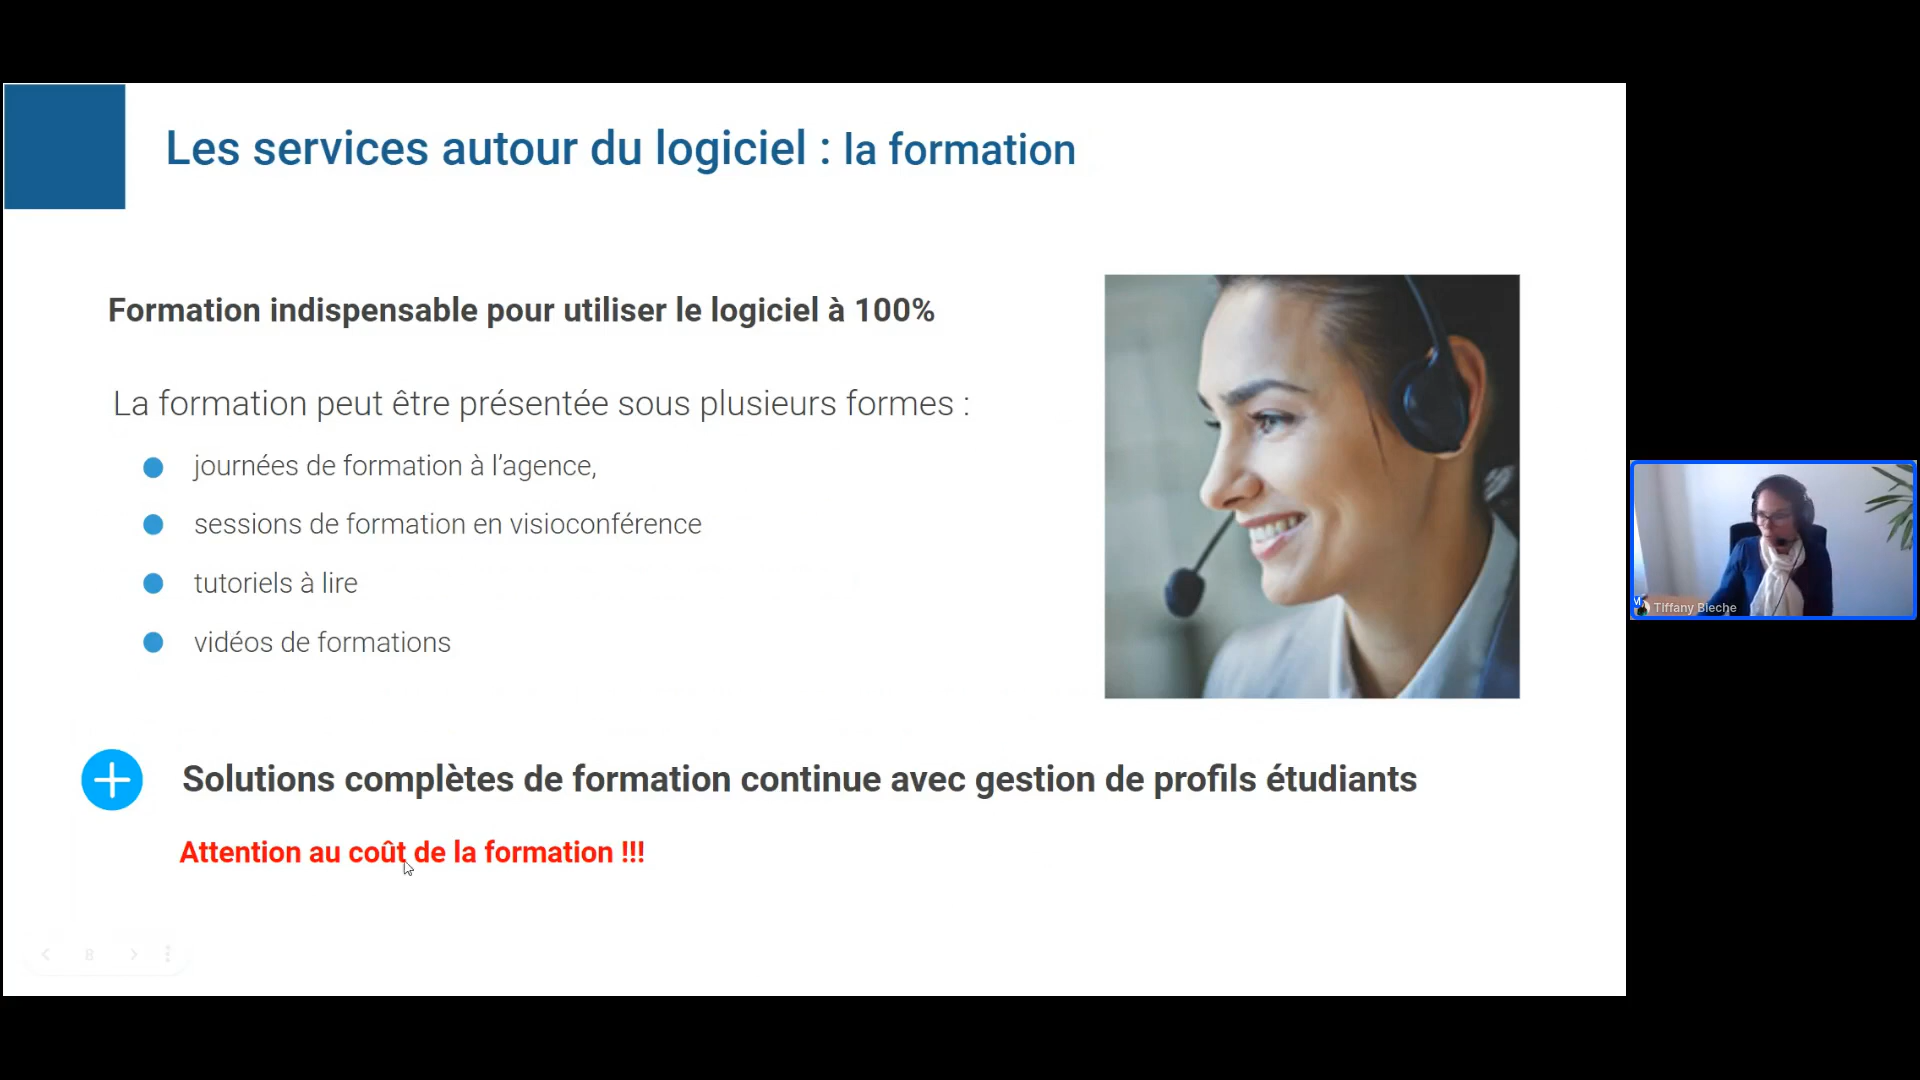 Les services autour du logiciel : la formation
Formation indispensable pour utiliser le logiciel à 100%
La formation peut être présentée sous plusieurs formes :
journées de formation à l’agence,
sessions de formation en visioconférence
tutoriels à lire
vidéos de formations
Solutions complètes de formation continue avec gestion de profils étudiants
Attention au coût de la formation !!!
8
Tiffany Bieche